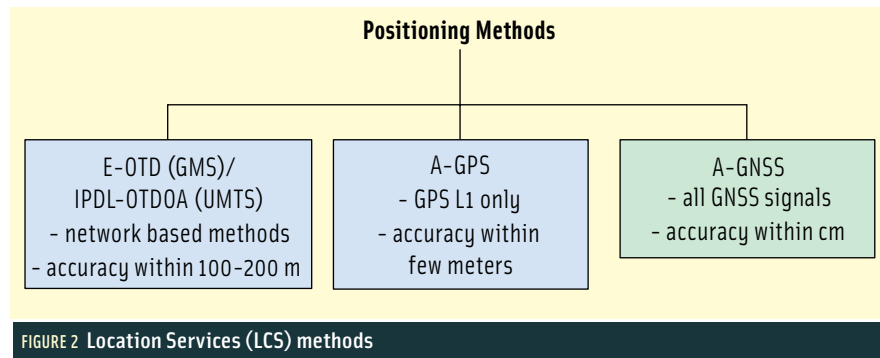 Positioning Methods
E-OTD (GMS)/
IPDL-OTDOA (UMTS)
- network based methods
- accuracy within 100-200 m
A-GPS
- GPS L1 only
- accuracy within
few meters
A-GNSS
- all GNSS signals
- accuracy within cm
FIGURE 2 Location Services (LCS) methods